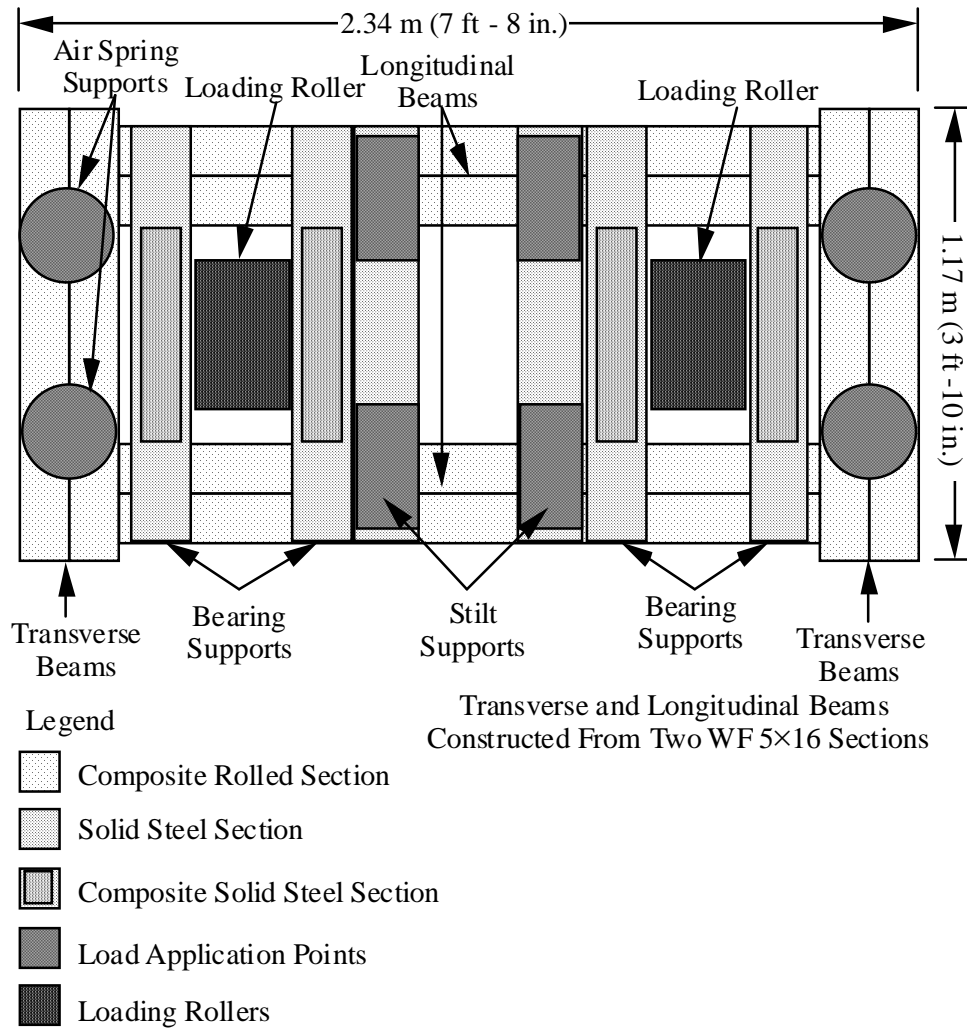 2.34 m (7 ft - 8 in.)
Air Spring
Supports
Loading Roller
Longitudinal
Beams
Loading Roller
1.17 m (3 ft -10 in.)
Transverse
Beams
Bearing
Supports
Stilt
Supports
Bearing
Supports
Transverse
Beams
Transverse and Longitudinal Beams
Constructed From Two WF 5×16 Sections
Legend
Composite Rolled Section
Solid Steel Section
Composite Solid Steel Section
Load Application Points
Loading Rollers